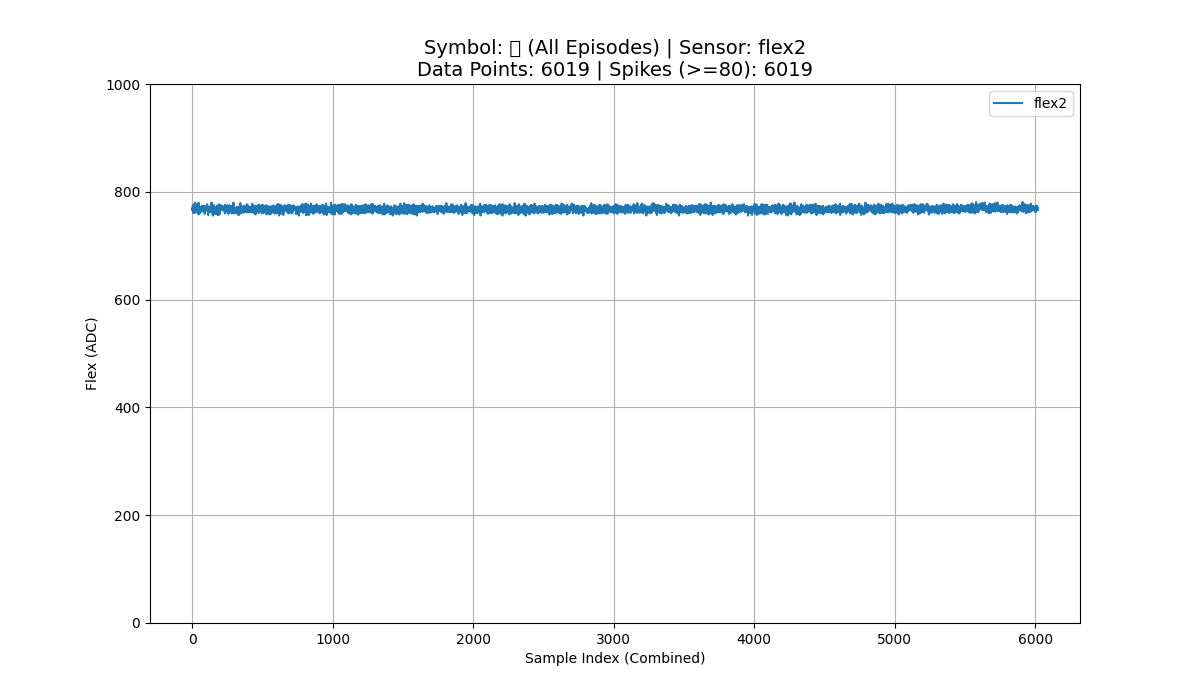 Symbol: (All Episodes) | Sensor: flex2
Data Points: 6019 | Spikes (>=80): 6019
flex2
1000
800
600
400
200
0
Flex (ADC)
0 1000 2000 3000 4000 5000 6000
Sample Index (Combined)